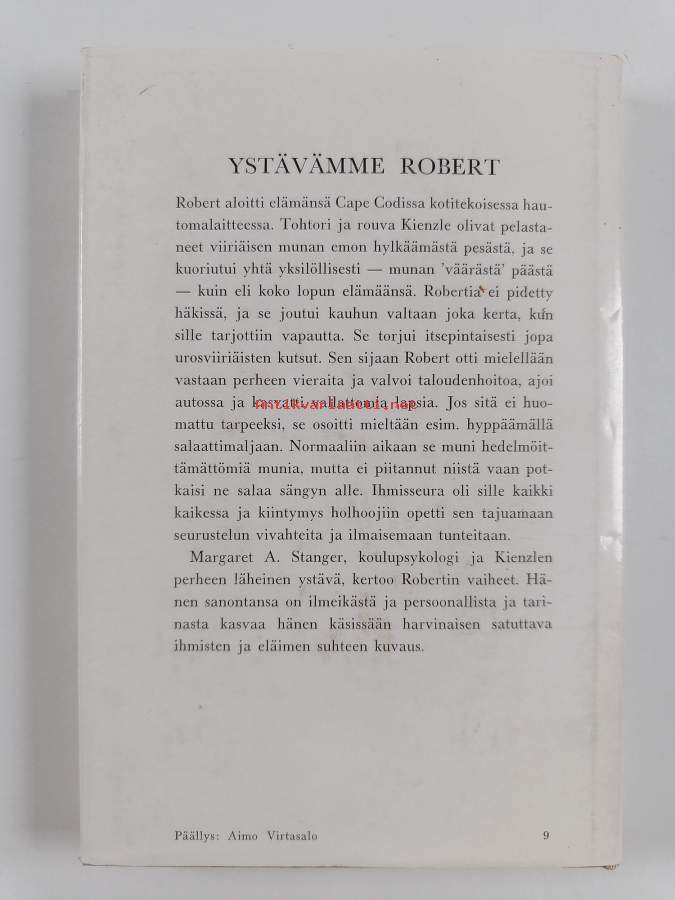 YSTÄVÄMME ROBERT
Robert aloitti elämänsä Cape Codissa kotitekoisessa hau-
tomalaitteessa. Tohtori ja rouva Kienzle olivat pelasta-
neet viiriäisen munan emon hylkäämästä pesästä, ja se
kuoriutui yhtä yksilöllisesti — munan 'väärästä' päästä
— kuin eli koko lopun elämäänsä. Robertia ei pidetty
häkissä, ja se joutui kauhun valtaan joka kerta, kun
sille tarjottiin vapautta. Se torjui itsepintaisesti jopa
urosviiriäisten kutsut. Sen sijaan Robert otti mielellään
vastaan perheen vieraita ja valvoi taloudenhoitoa, ajoi
autossa ja kasvatti vallattomia lapsia. Jos sitä ei huo-
antikvariaatti.net
mattu tarpeeksi, se osoitti mieltään esim. hyppäämällä
salaattimaljaan. Normaaliin aikaan se muni hedelmöit-
tämättömiä munia, mutta ei piitannut niistä vaan pot-
kaisi ne salaa sängyn alle. Ihmisseura oli sille kaikki
kaikessa ja kiintymys holhoojiin opetti sen tajuamaan
seurustelun vivahteita ja ilmaisemaan tunteitaan.
Margaret A. Stanger, koulupsykologi ja Kienzlen
perheen läheinen ystävä, kertoo Robertin vaiheet. Hä-
nen sanontansa on ilmeikästä ja persoonallista ja tari-
nasta kasvaa hänen käsissään harvinaisen satuttava
ihmisten ja eläimen suhteen kuvaus.
Päällys: Aimo Virtasalo 9